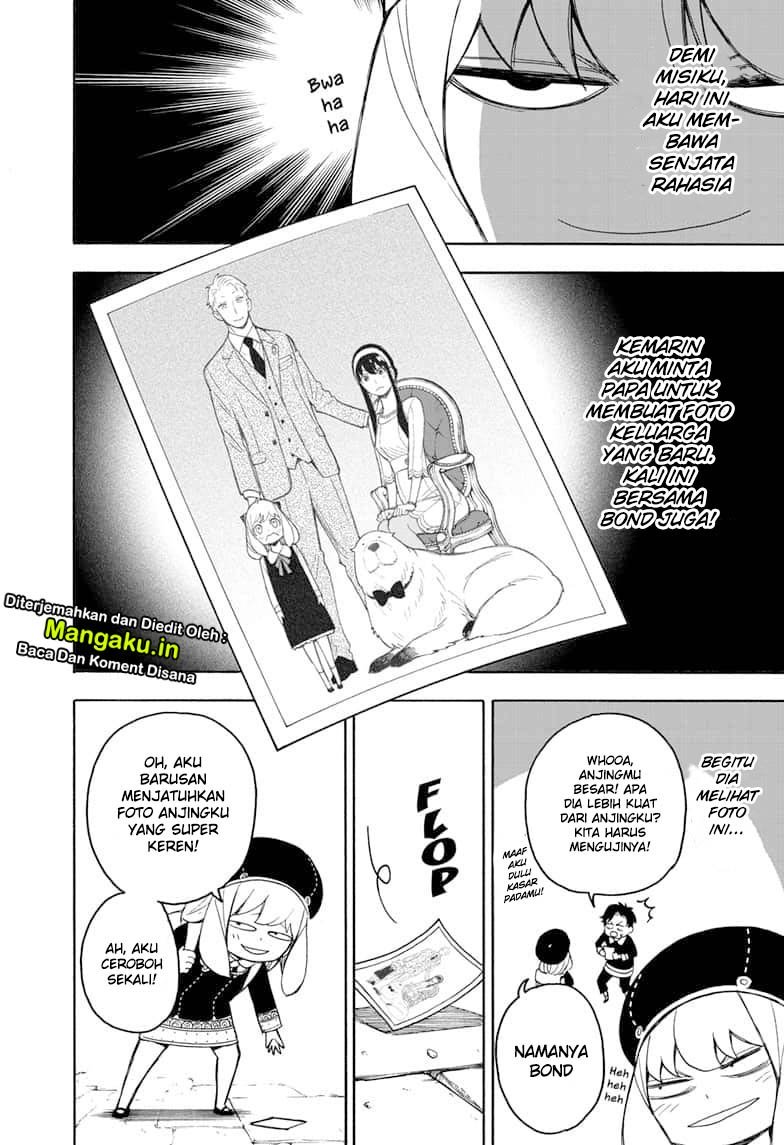 DEMI
MISIKU,
HARI INI
AKU MEM-
BAWA
SENJATA
RAHASIA
Bwa
ha
ha
KEMARIN
AKU MINTA
PAPA UNTUK
MEMBUAT FOTO
KELUARGA
YANG BARU.
KALI INI
BERSAMA
BOND JUGA!
Diterjemahkan dan Diedit Oleh :
Mangaku.in
Baca Dan Koment Disana
BEGITU
DIA
MELIHAT
FOTO
INI...
WHOOA,
ANJINGMU
BESAR! APA
DIA LEBIH KUAT
DARI ANJINGKU?
KITA HARUS
MENGUJINYA!
MAAF
AKU
DULU
KASAR
PADAMU!
NAMANYA
BOND
Heh
heh
heh
FLOP
OH, AKU
BARUSAN
MENJATUHKAN
FOTO ANJINGKU
YANG SUPER
KEREN!
AH, AKU
CEROBOH
SEKALI!